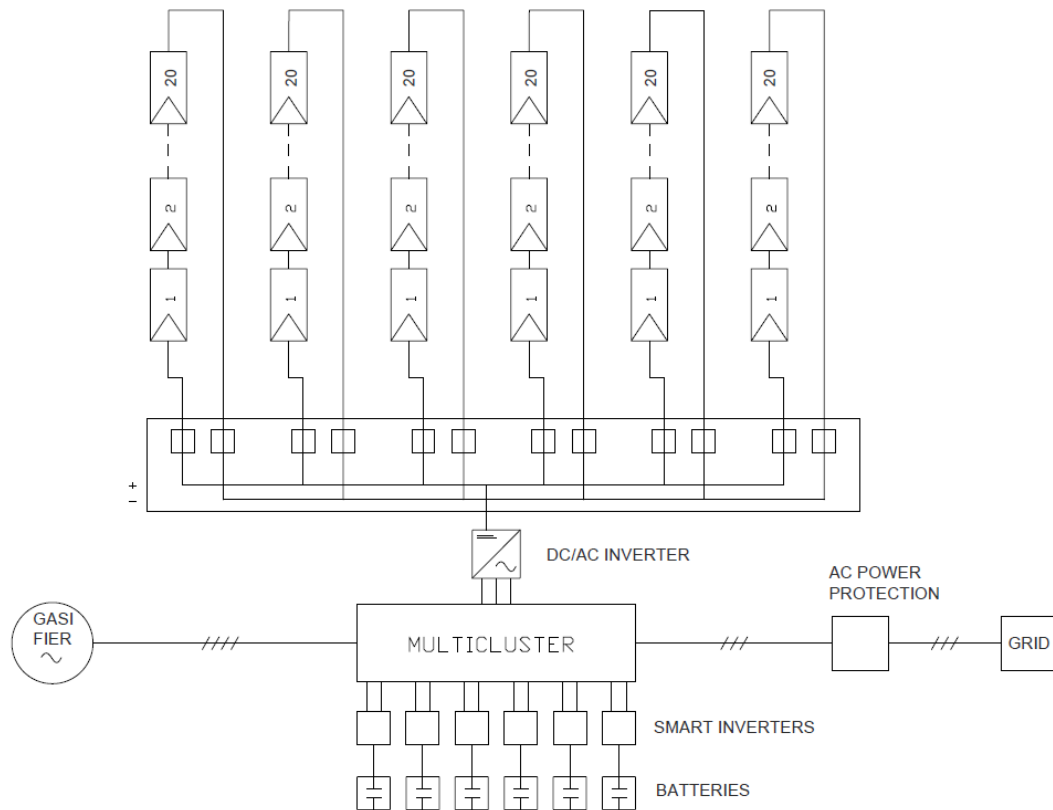 20 20 20 20 20 20
2 2 2 2 2 2
1 1 1 1 1 1
+
−
DC/AC INVERTER
AC POWER
PROTECTION
GASI
FIER
MULTICLUSTER
GRID
SMART INVERTERS
BATTERIES